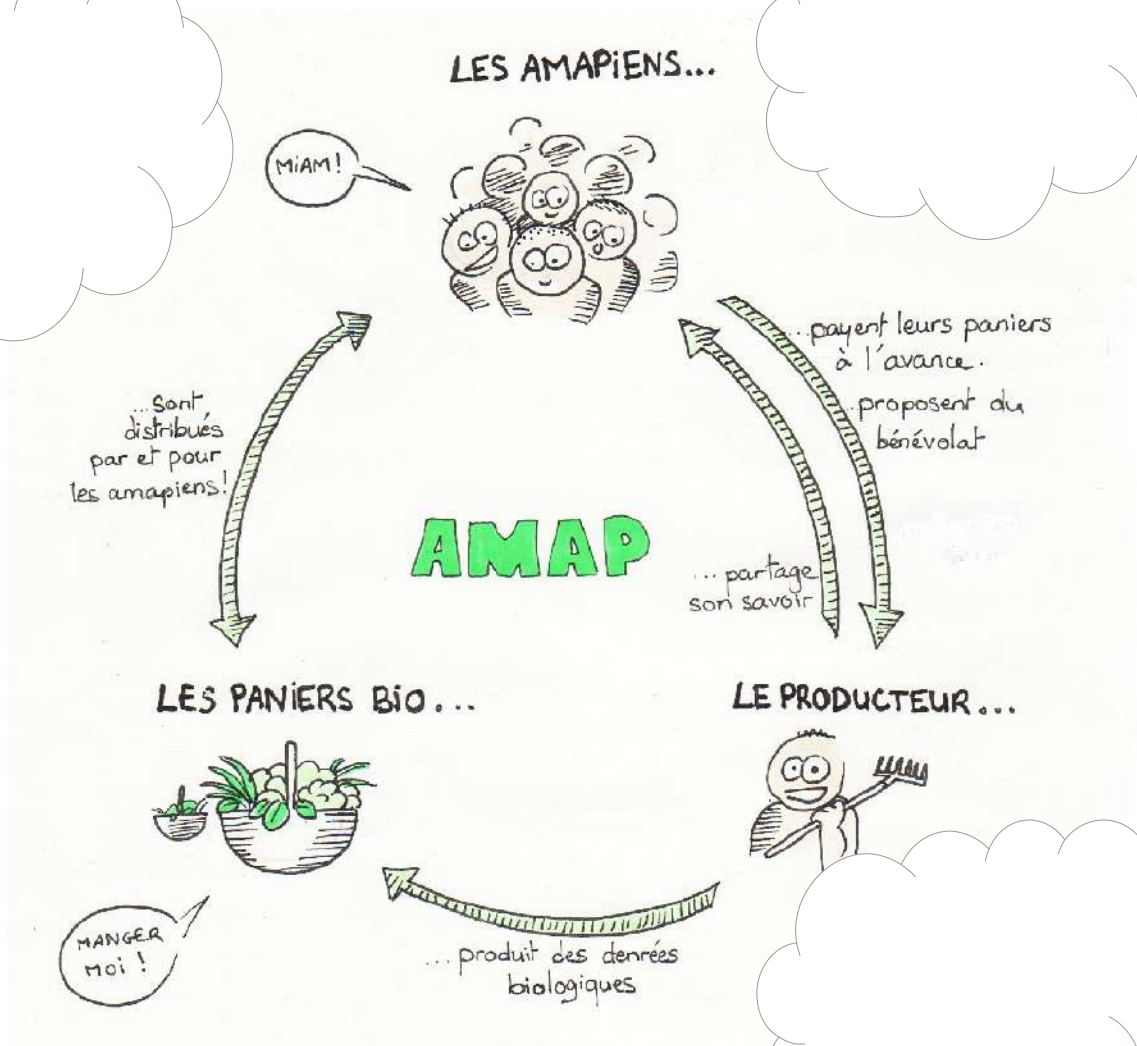 LES AMAPiENS...
MiAM!
...payent leurs paniers
à l'avance.
...proposent du
bénévolat
...sont
distribués
par et pour
les amapiens!
AMAP
...partage
son savoir
LES PANiERS BiO...
LE PRODUCTEUR...
MANGER
MOi !
...produit des denrées
biologiques